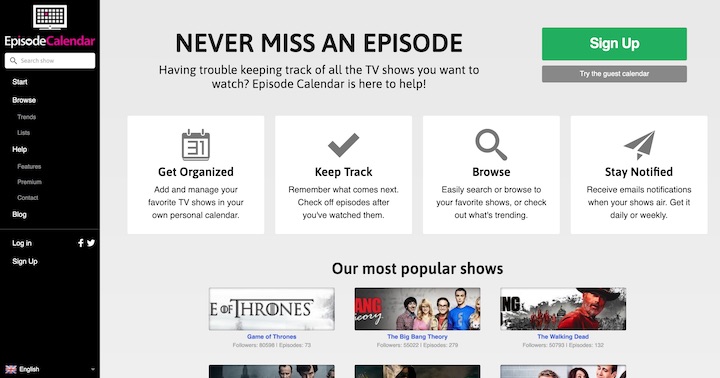 EpisodeCalendar
Search show
Start
Browse
Trends
Lists
Help
Features
Premium
Contact
Blog
Log in
Sign Up
English
NEVER MISS AN EPISODE
Having trouble keeping track of all the TV shows you want to
watch? Episode Calendar is here to help!
Sign Up
Try the guest calendar
31
Get Organized
Add and manage your
favorite TV shows in your
own personal calendar.
Keep Track
Remember what comes next.
Check off episodes after
you've watched them.
Browse
Easily search or browse to
your favorite shows, or check
out what's trending.
Stay Notified
Receive emails notifications
when your shows air. Get it
daily or weekly.
Our most popular shows
E OF THRONES
Game of Thrones
Followers: 80598 | Episodes: 73
ANG
eory
The Big Bang Theory
Followers: 55022 | Episodes: 279
NG
The Walking Dead
Followers: 50793 | Episodes: 132